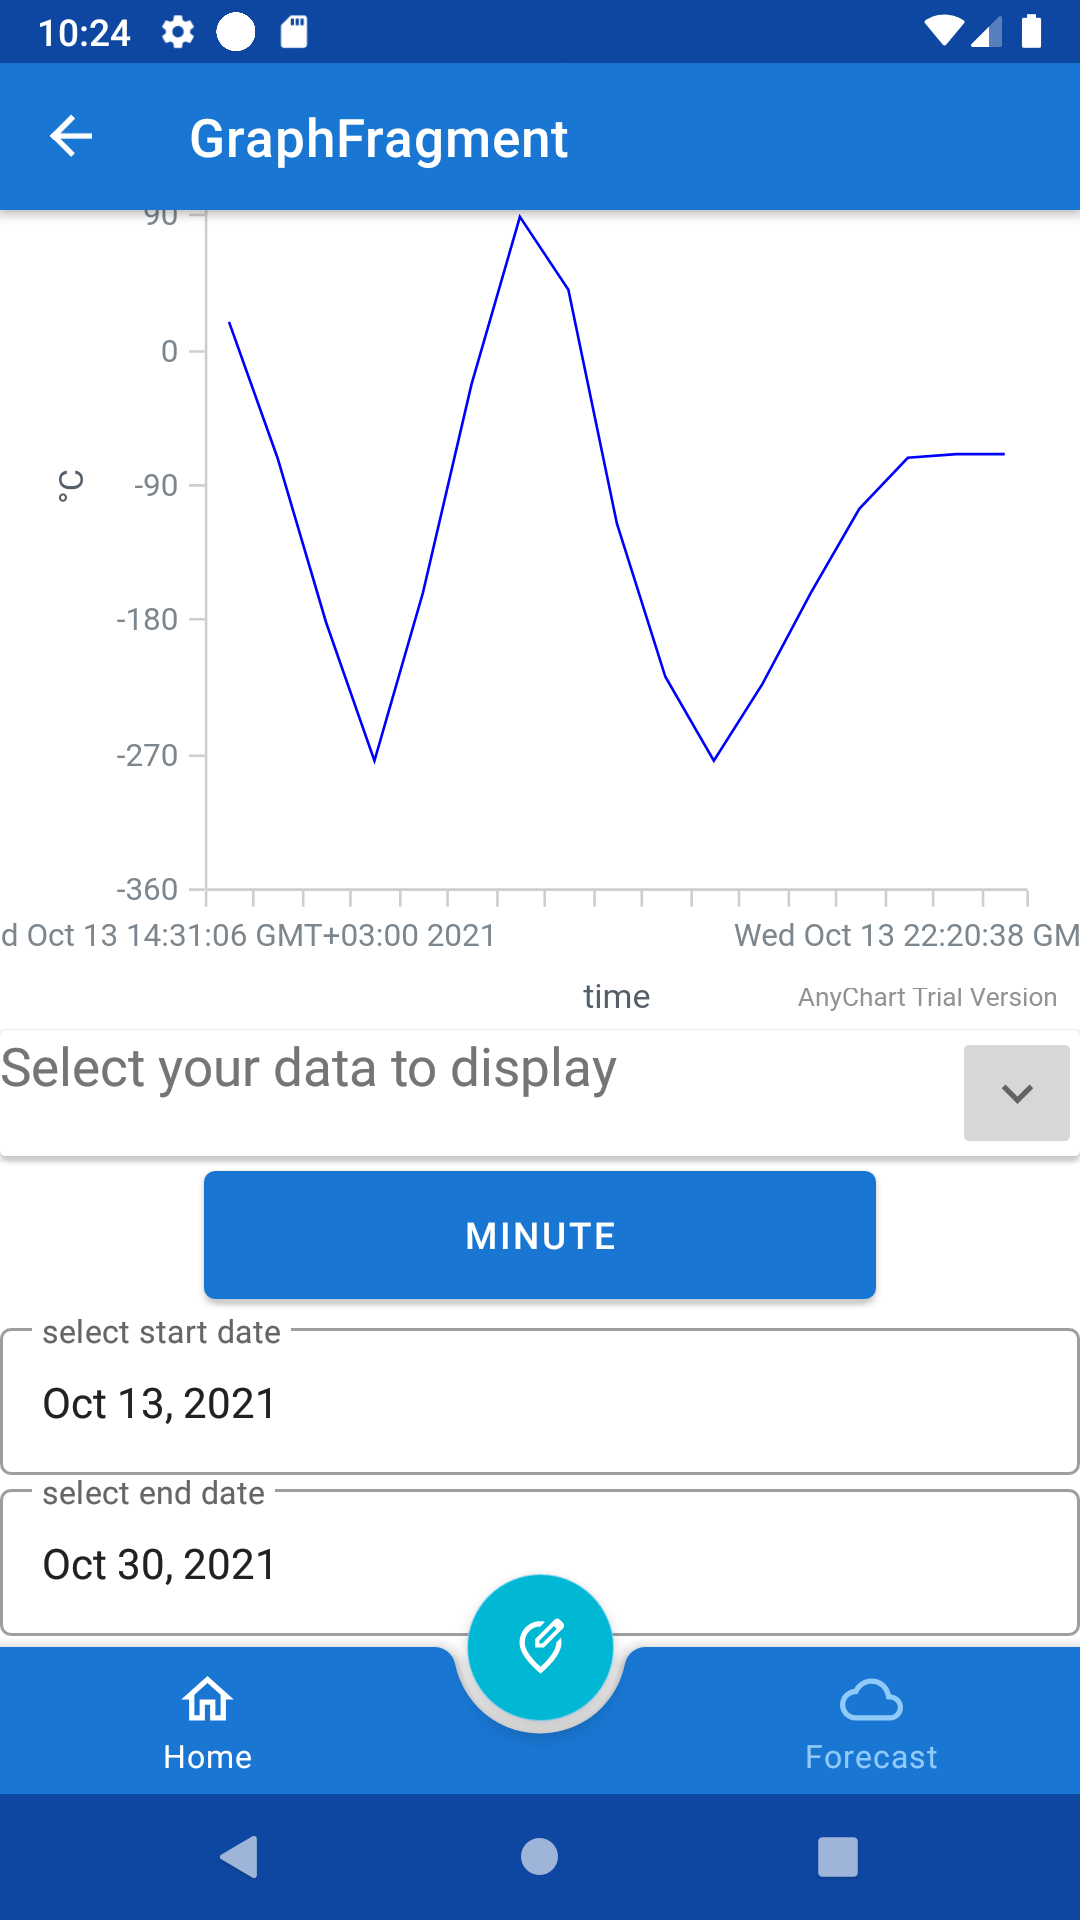 10:24
GraphFragment
90
0
°C
-90
-180
-270
-360
d Oct 13 14:31:06 GMT+03:00 2021
Wed Oct 13 22:20:38 GM
time
AnyChart Trial Version
Select your data to display
MINUTE
select start date
Oct 13, 2021
select end date
Oct 30, 2021
Home
Forecast